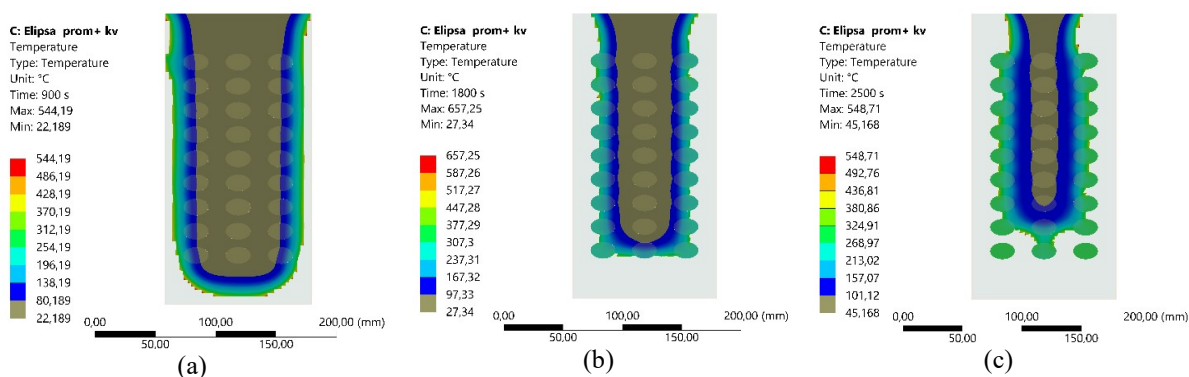 C: Elipsa prom+ kv
Temperature
Type: Temperature
Unit: °C
Time: 900 s
Max: 544,19
Min: 22,189
544,19
486,19
428,19
370,19
312,19
254,19
196,19
138,19
80,189
22,189
0,00 100,00 200,00 (mm)
50,00 150,00
(a)
C: Elipsa prom+ kv
Temperature
Type: Temperature
Unit: °C
Time: 1800 s
Max: 657,25
Min: 27,34
657,25
587,26
517,27
447,28
377,29
307,3
237,31
167,32
97,33
27,34
0,00 100,00 200,00 (mm)
50,00 150,00
(b)
C: Elipsa prom+ kv
Temperature
Type: Temperature
Unit: °C
Time: 2500 s
Max: 548,71
Min: 45,168
548,71
492,76
436,81
380,86
324,91
268,97
213,02
157,07
101,12
45,168
0,00 100,00 200,00 (mm)
50,00 150,00
(c)